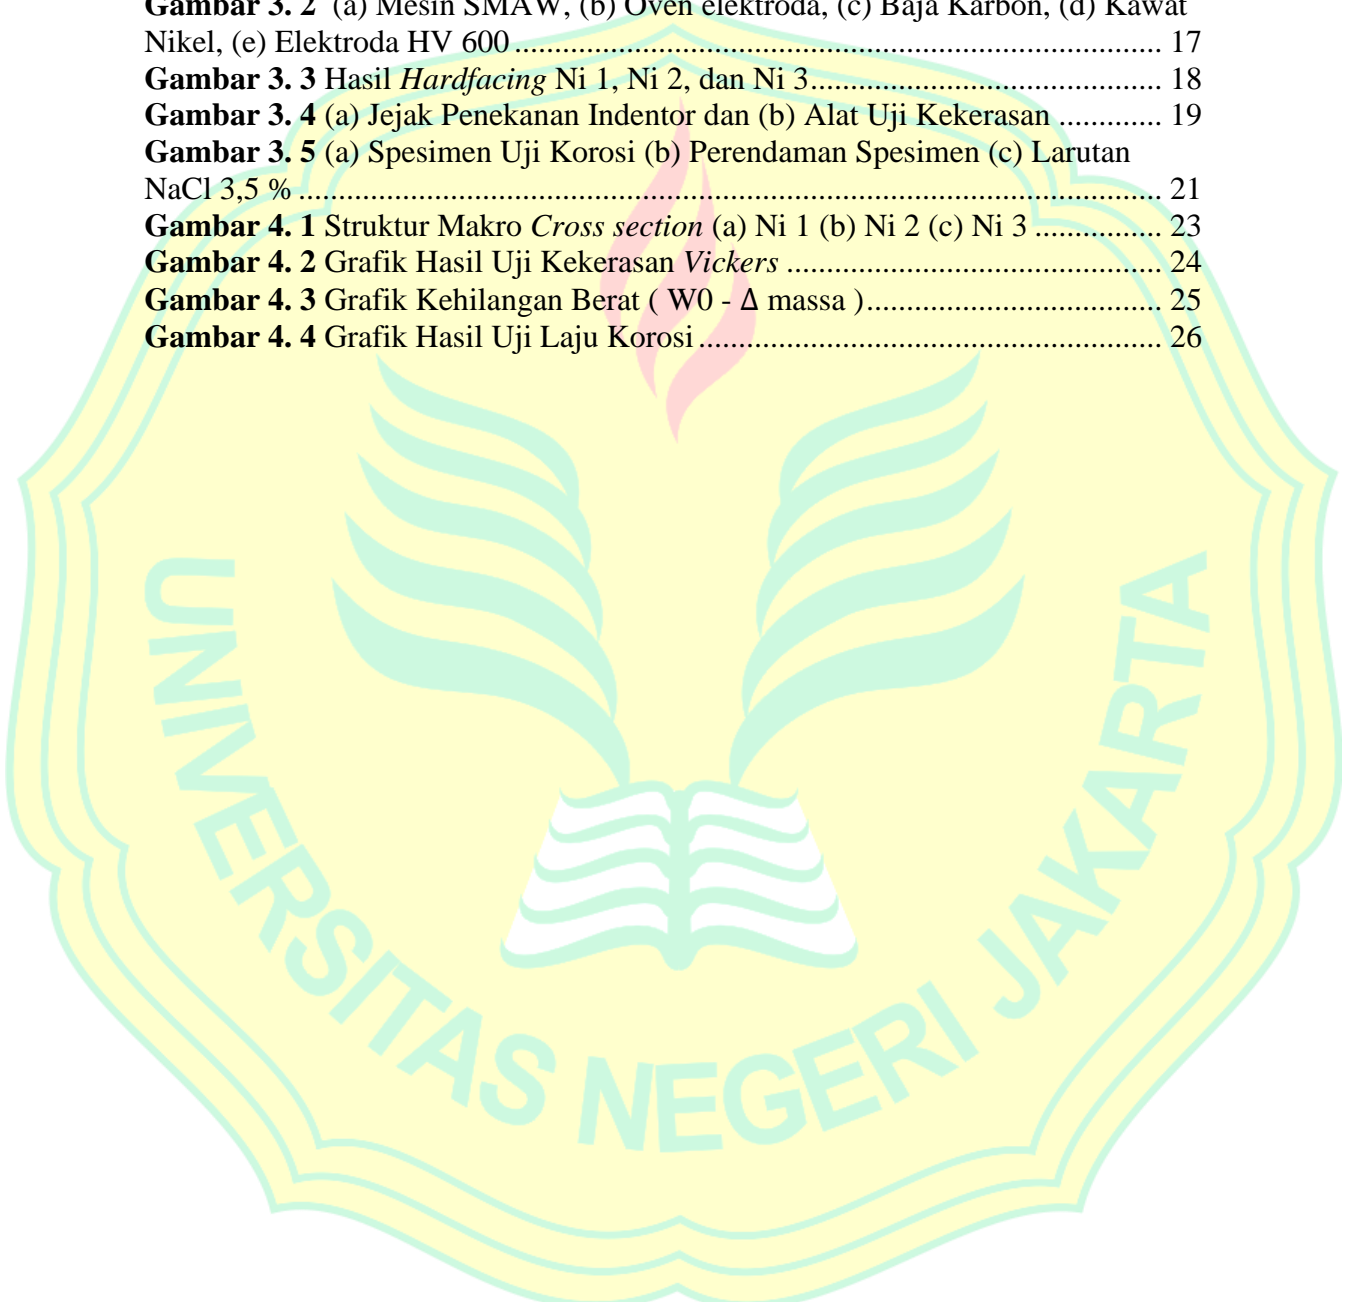 Gambar 3. 2 (a) Mesin SMAW, (b) Oven elektroda, (c) Baja Karbon, (d) Kawat
Nikel, (e) Elektroda HV 600 ........................................................................... 17
Gambar 3. 3 Hasil Hardfacing Ni 1, Ni 2, dan Ni 3 ......................................... 18
Gambar 3. 4 (a) Jejak Penekanan Indentor dan (b) Alat Uji Kekerasan ............. 19
Gambar 3. 5 (a) Spesimen Uji Korosi (b) Perendaman Spesimen (c) Larutan
NaCl 3,5 % ..................................................................................................... 21
Gambar 4. 1 Struktur Makro Cross section (a) Ni 1 (b) Ni 2 (c) Ni 3 ............... 23
Gambar 4. 2 Grafik Hasil Uji Kekerasan Vickers ............................................. 24
Gambar 4. 3 Grafik Kehilangan Berat ( W0 - Δ massa ) ................................... 25
Gambar 4. 4 Grafik Hasil Uji Laju Korosi ....................................................... 26
UNIVERSITAS NEGERI JAKARTA